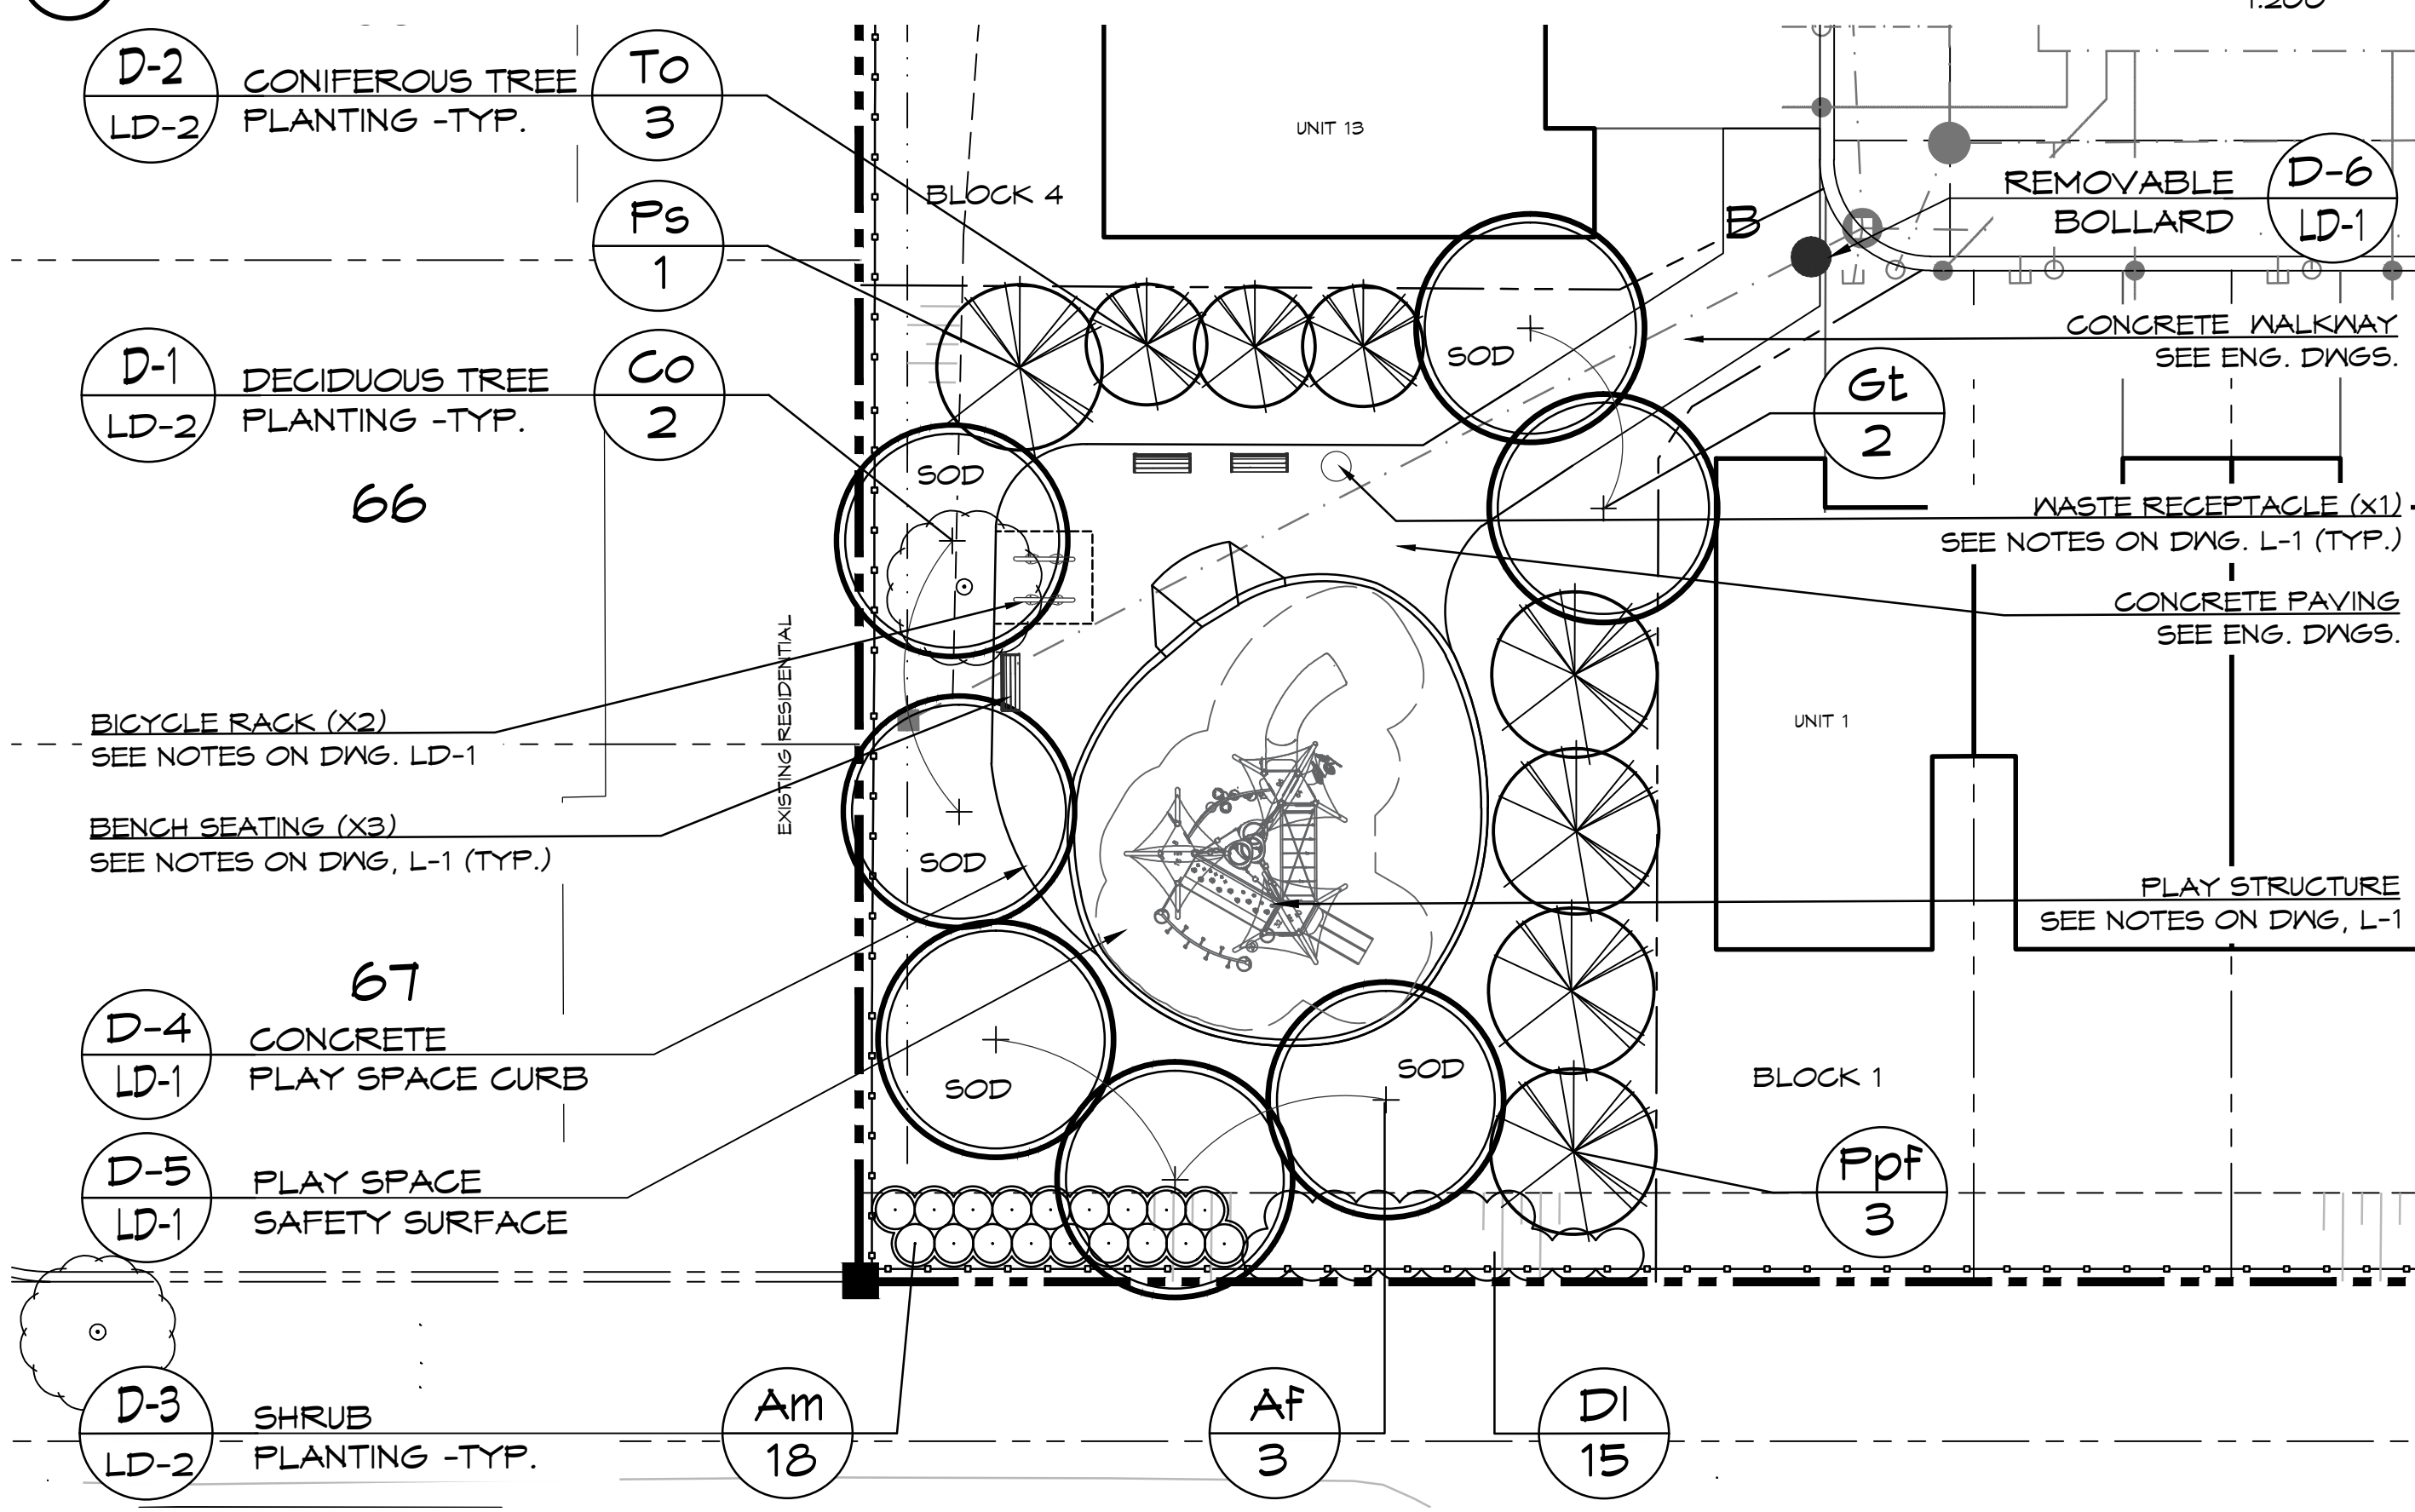 1:200
D-2
LD-2
CONIFEROUS TREE
PLANTING -TYP.
To
3
UNIT 13
BLOCK 4
Ps
1
B
REMOVABLE
BOLLARD
D-6
LD-1
CONCRETE WALKWAY
SEE ENG. DWGS.
D-1
LD-2
DECIDUOUS TREE
PLANTING -TYP.
Co
2
SOD
Gt
2
SOD
66
WASTE RECEPTACLE (X1)
SEE NOTES ON DWG. L-1 (TYP.)
CONCRETE PAVING
SEE ENG. DWGS.
EXISTING RESIDENTIAL
BICYCLE RACK (X2)
SEE NOTES ON DWG. LD-1
UNIT 1
BENCH SEATING (X3)
SEE NOTES ON DWG, L-1 (TYP.)
SOD
PLAY STRUCTURE
SEE NOTES ON DWG, L-1
67
D-4
LD-1
CONCRETE
PLAY SPACE CURB
SOD
SOD
BLOCK 1
D-5
LD-1
PLAY SPACE
SAFETY SURFACE
Ppf
3
D-3
LD-2
SHRUB
PLANTING -TYP.
Am
18
Af
3
Dl
15